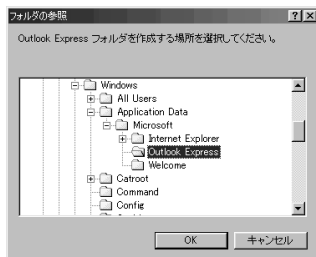 フォルダの参照
Outlook Express フォルダを作成する場所を選択してください。
Windows
All Users
Application Data
Microsoft
Internet Explorer
Outlook Express
Welcome
Catroot
Command
Config
OK
キャンセル